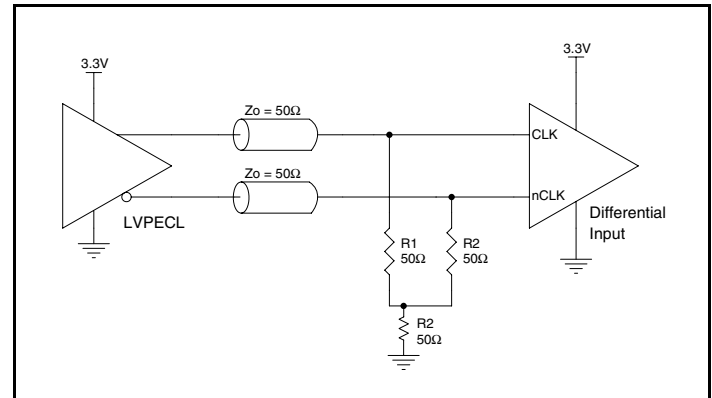 3.3V
3.3V
Zo = 50Ω
CLK
Zo = 50Ω
nCLK
LVPECL
Differential
Input
R1
50Ω
R2
50Ω
R2
50Ω